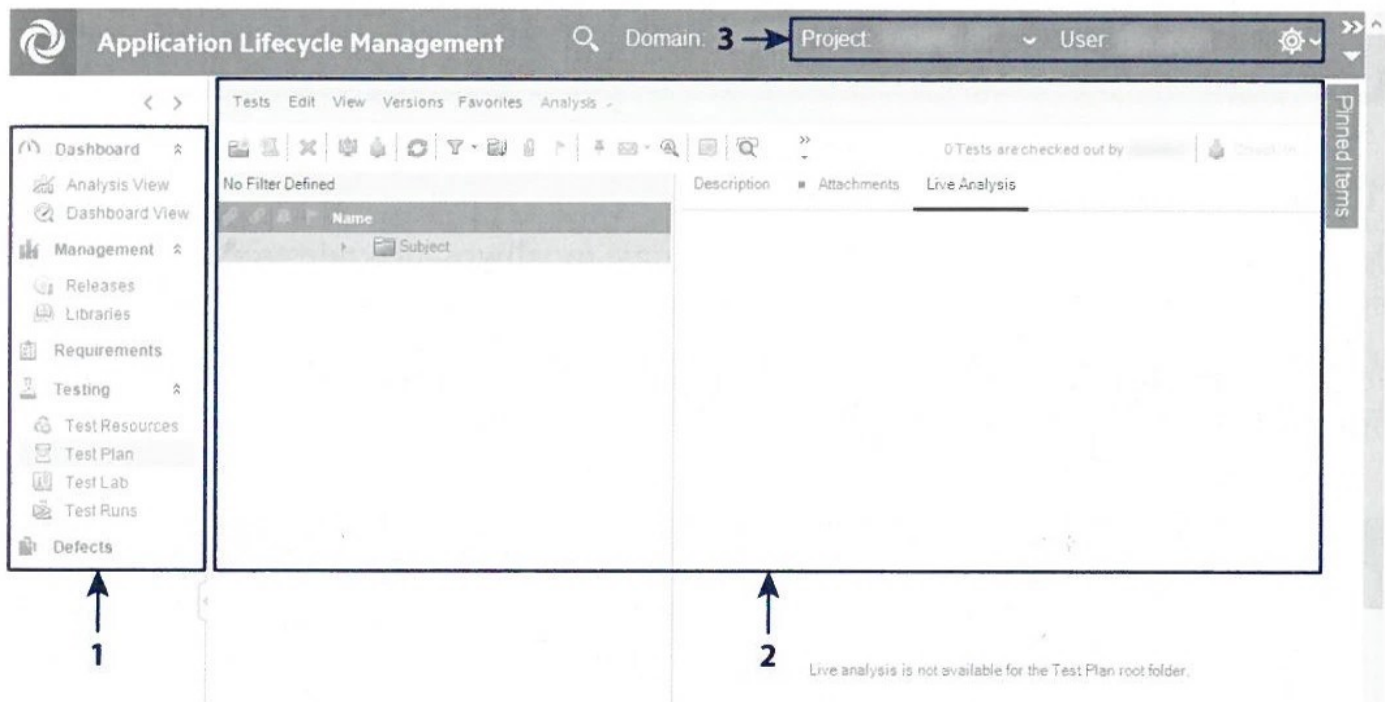 Application Lifecycle Management Domain: 3 Project: User:
Tests Edit View Versions Favorites Analysis
Dashboard
Analysis View
Dashboard View
Management
Releases
Libraries
Requirements
Testing
Test Resources
Test Plan
Test Lab
Test Runs
Defects
1
0 Tests are checked out by
No Filter Defined
Name
Subject
Description Attachments Live Analysis
2
Live analysis is not available for the Test Plan root folder.
Pinned Items